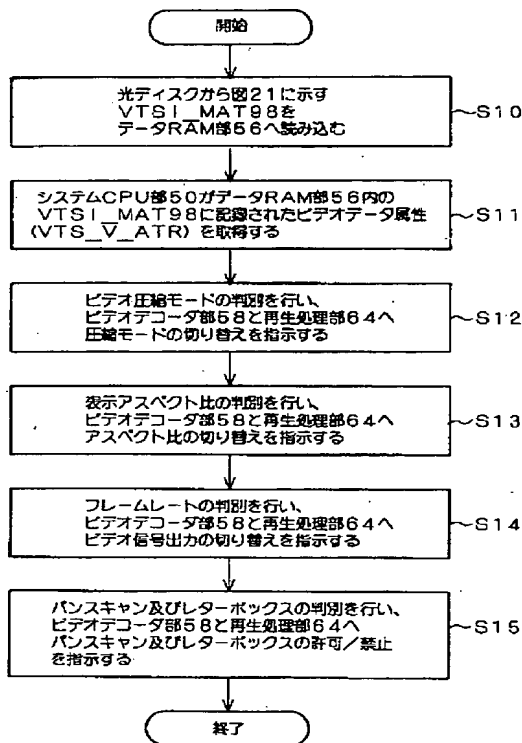 開始
光ディスクから図21に示す
VTSI_MAT98を
データRAM部56へ読み込む
~S10
システムCPU部50がデータRAM部56内の
VTSI_MAT98に記録されたビデオデータ属性
(VTS_V_ATR)を取得する
~S11
ビデオ圧縮モードの判別を行い、
ビデオデコーダ部58と再生処理部64へ
圧縮モードの切り替えを指示する
~S12
表示アスペクト比の判別を行い、
ビデオデコーダ部58と再生処理部64へ
アスペクト比の切り替えを指示する
~S13
フレームレートの判別を行い、
ビデオデコーダ部58と再生処理部64へ
ビデオ信号出力の切り替えを指示する
~S14
パンスキャン及びレターボックスの判別を行い、
ビデオデコーダ部58と再生処理部64へ
パンスキャン及びレターボックスの許可/禁止
を指示する
~S15
終了